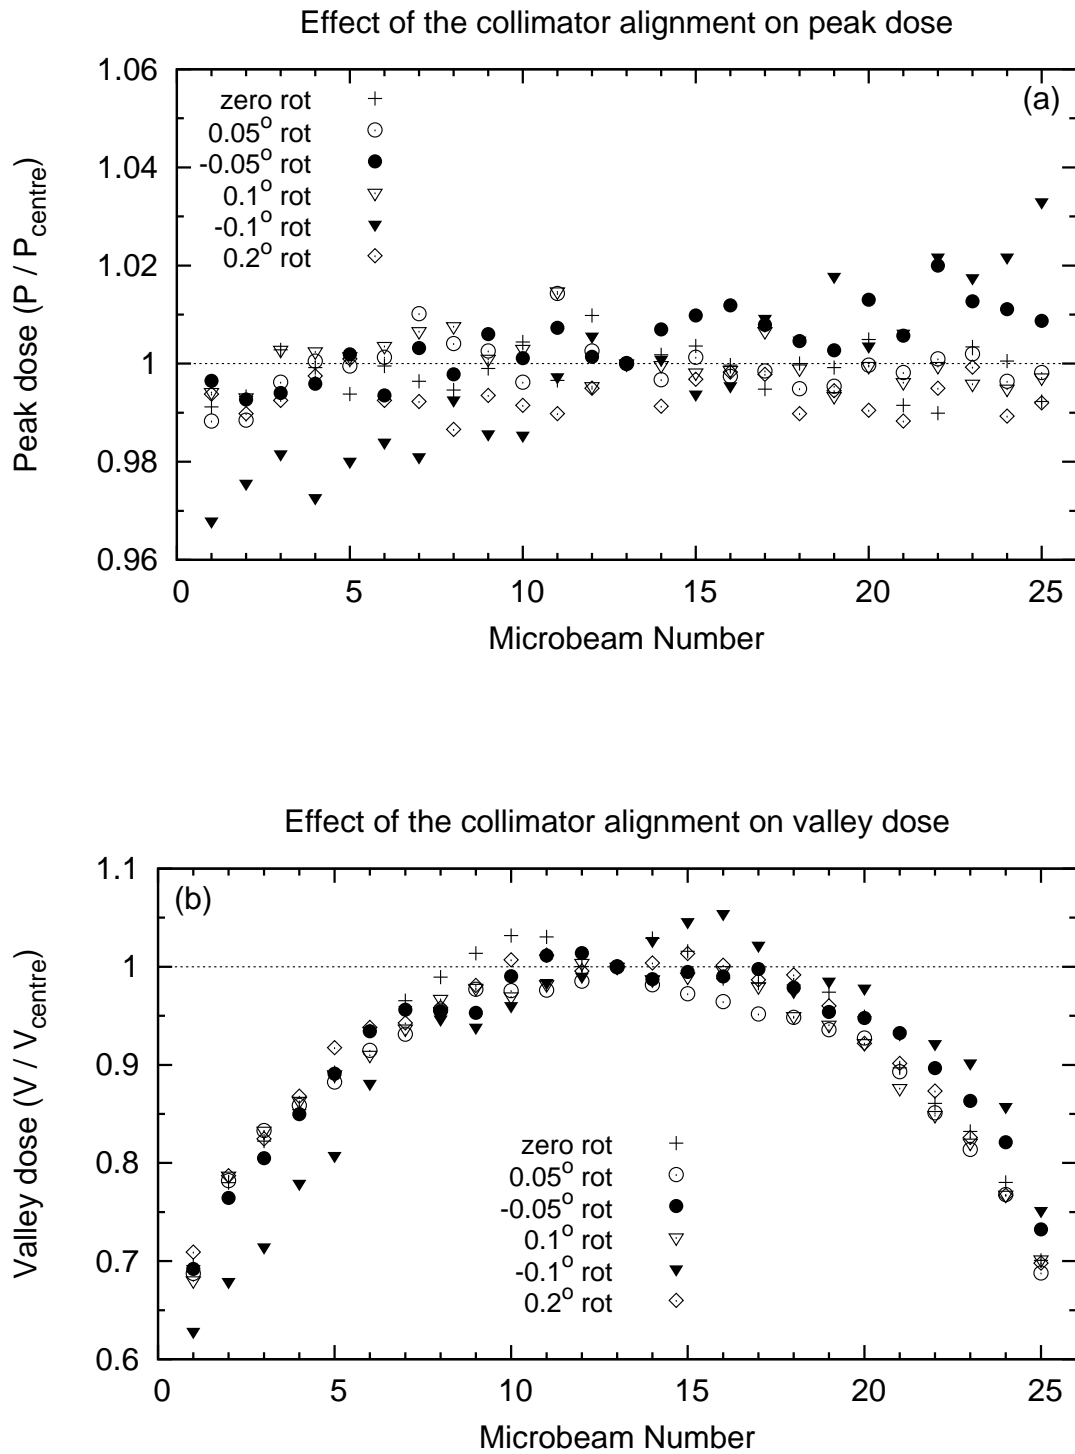 Effect of the collimator alignment on peak dose
(a)
Peak dose (P / P_centre)
1.06
1.04
1.02
1
0.98
0.96
zero rot
0.05° rot
-0.05° rot
0.1° rot
-0.1° rot
0.2° rot
0 5 10 15 20 25
Microbeam Number
Effect of the collimator alignment on valley dose
(b)
Valley dose (V / V_centre)
1.1
1
0.9
0.8
0.7
0.6
zero rot
0.05° rot
-0.05° rot
0.1° rot
-0.1° rot
0.2° rot
5 10 15 20 25
Microbeam Number